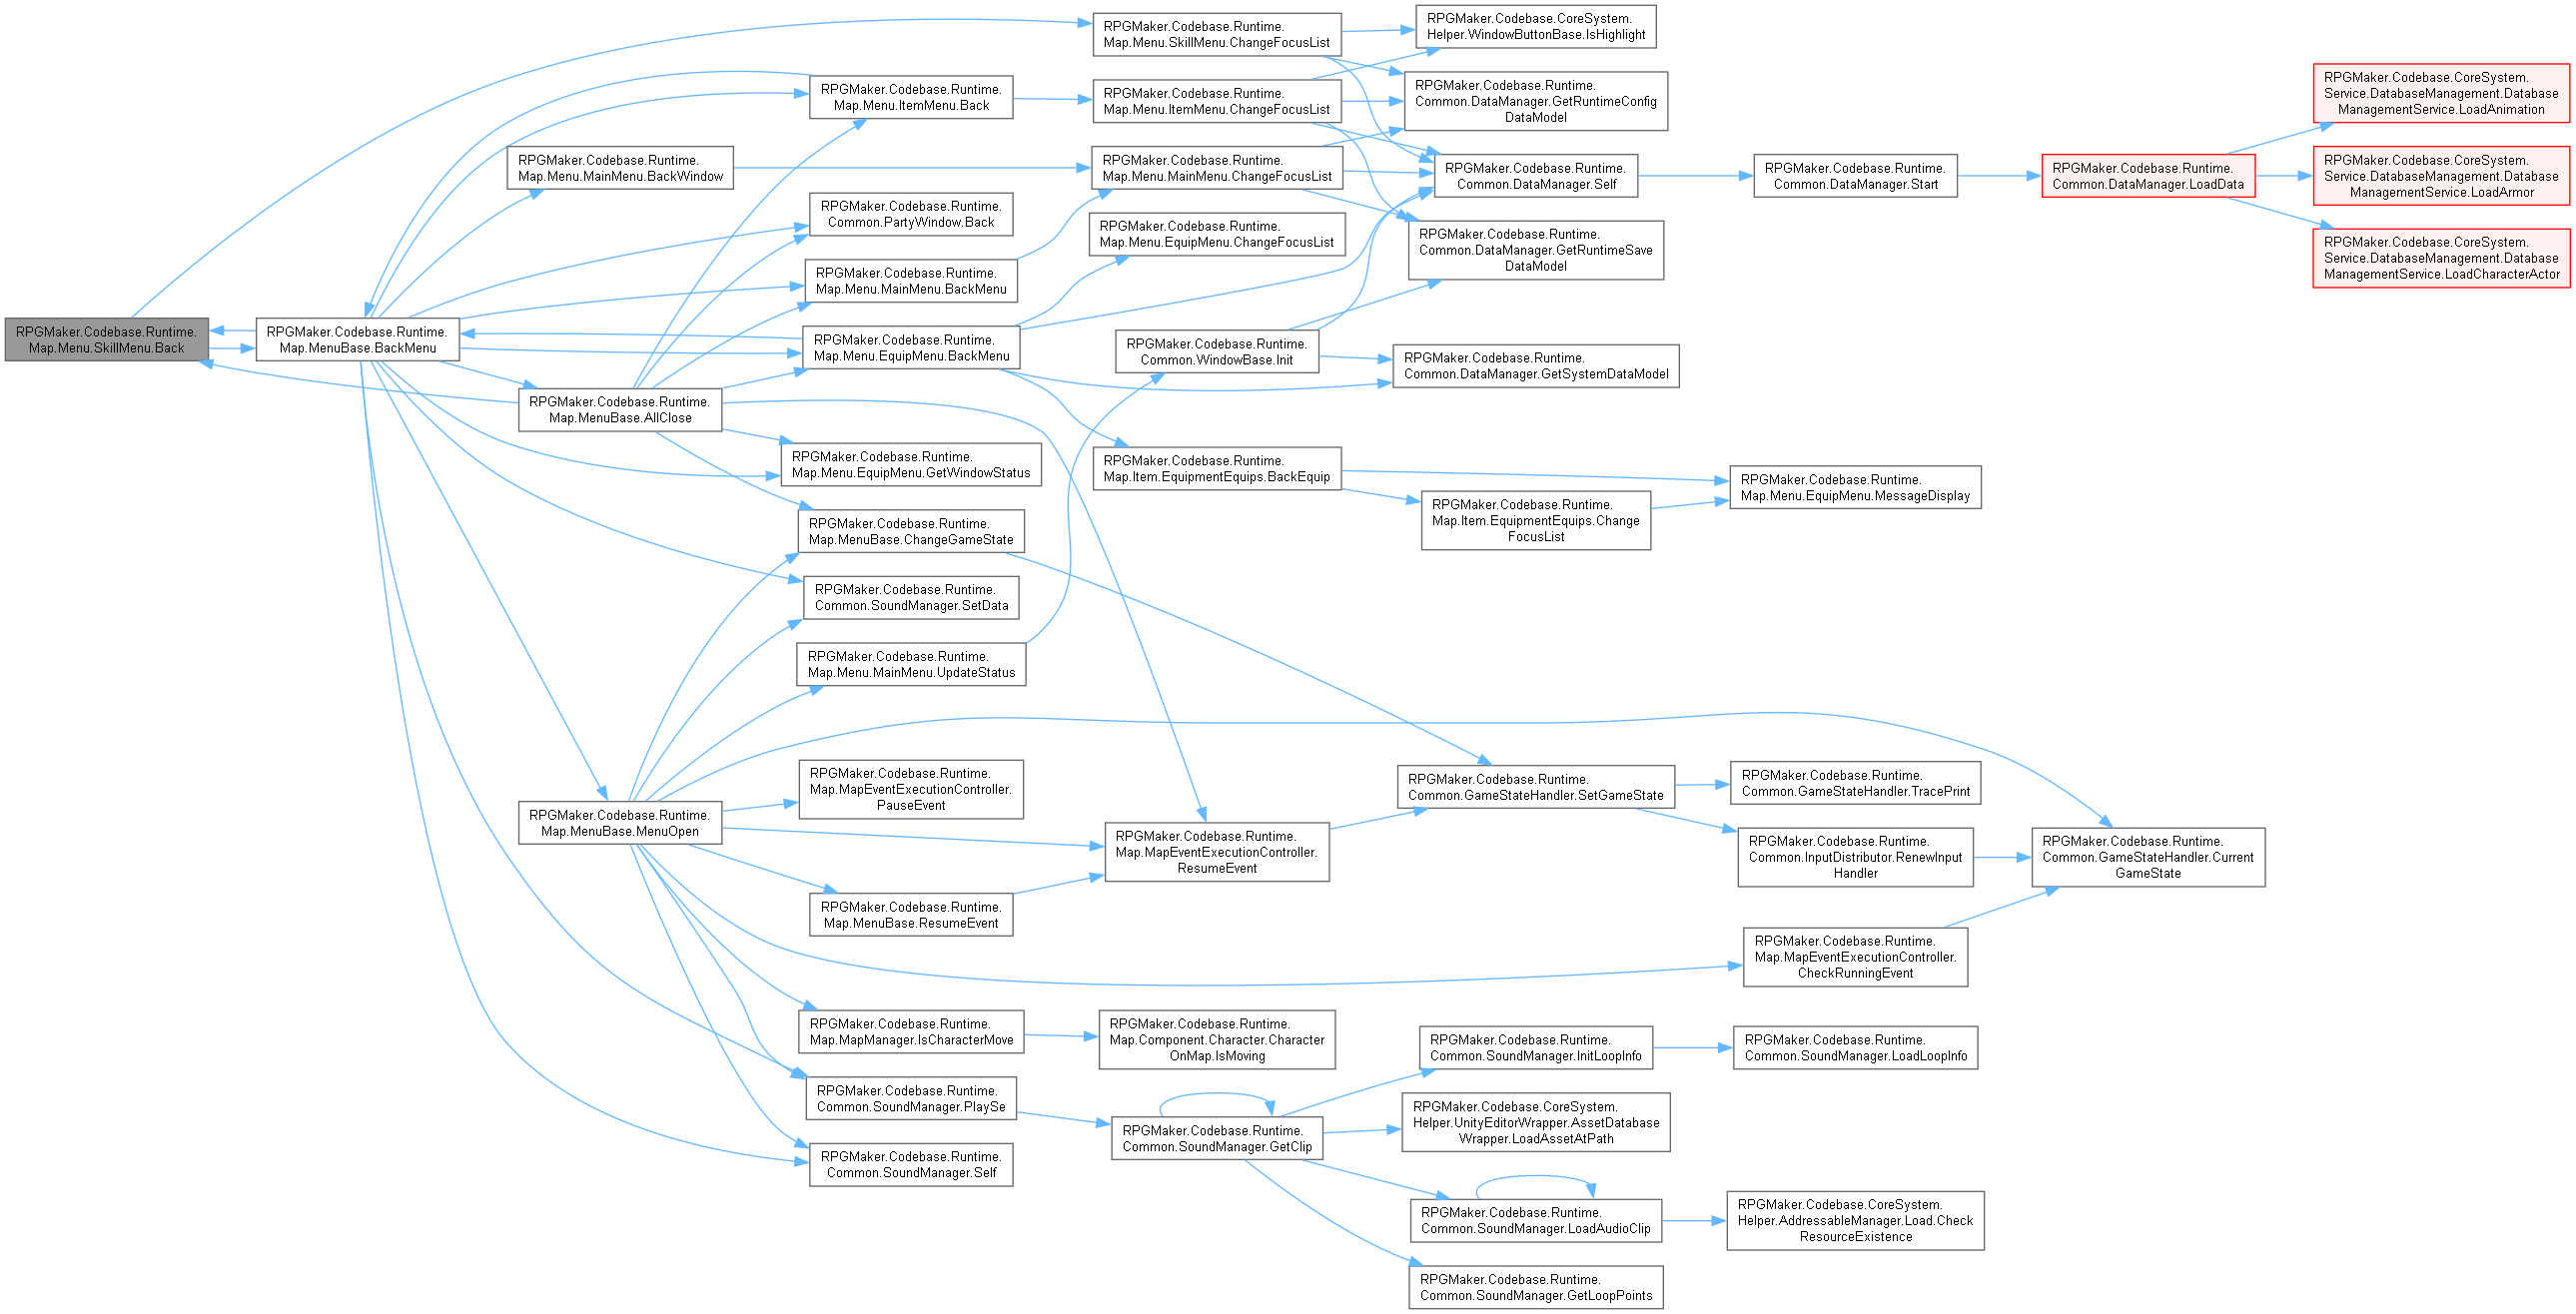 RPGMaker.Codebase.Runtime.
Map.Menu.SkillMenu.Back
RPGMaker.Codebase.Runtime.
Map.MenuBase.BackMenu
RPGMaker.Codebase.Runtime.
Map.Menu.MainMenu.BackWindow
RPGMaker.Codebase.Runtime.
Map.MenuBase.AllClose
RPGMaker.Codebase.Runtime.
Map.MenuBase.MenuOpen
RPGMaker.Codebase.Runtime.
Map.Menu.ItemMenu.Back
RPGMaker.Codebase.Runtime.
Common.PartyWindow.Back
RPGMaker.Codebase.Runtime.
Map.Menu.MainMenu.BackMenu
RPGMaker.Codebase.Runtime.
Map.Menu.EquipMenu.BackMenu
RPGMaker.Codebase.Runtime.
Map.Menu.EquipMenu.GetWindowStatus
RPGMaker.Codebase.Runtime.
Map.MenuBase.ChangeGameState
RPGMaker.Codebase.Runtime.
Common.SoundManager.SetData
RPGMaker.Codebase.Runtime.
Map.Menu.MainMenu.UpdateStatus
RPGMaker.Codebase.Runtime.
Map.MapEventExecutionController.
PauseEvent
RPGMaker.Codebase.Runtime.
Map.MenuBase.ResumeEvent
RPGMaker.Codebase.Runtime.
Map.MapManager.IsCharacterMove
RPGMaker.Codebase.Runtime.
Common.SoundManager.PlaySe
RPGMaker.Codebase.Runtime.
Common.SoundManager.Self
RPGMaker.Codebase.Runtime.
Map.Menu.SkillMenu.ChangeFocusList
RPGMaker.Codebase.Runtime.
Map.Menu.ItemMenu.ChangeFocusList
RPGMaker.Codebase.Runtime.
Map.Menu.MainMenu.ChangeFocusList
RPGMaker.Codebase.Runtime.
Map.Menu.EquipMenu.ChangeFocusList
RPGMaker.Codebase.Runtime.
Common.WindowBase.Init
RPGMaker.Codebase.Runtime.
Map.Item.EquipmentEquips.BackEquip
RPGMaker.Codebase.Runtime.
Map.MapEventExecutionController.
ResumeEvent
RPGMaker.Codebase.Runtime.
Map.Component.Character.Character
OnMap.IsMoving
RPGMaker.Codebase.Runtime.
Common.SoundManager.GetClip
RPGMaker.Codebase.CoreSystem.
Helper.WindowButtonBase.IsHighlight
RPGMaker.Codebase.Runtime.
Common.DataManager.GetRuntimeConfig
DataModel
RPGMaker.Codebase.Runtime.
Common.DataManager.Self
RPGMaker.Codebase.Runtime.
Common.DataManager.GetRuntimeSave
DataModel
RPGMaker.Codebase.Runtime.
Common.DataManager.GetSystemDataModel
RPGMaker.Codebase.Runtime.
Map.Item.EquipmentEquips.Change
FocusList
RPGMaker.Codebase.Runtime.
Common.GameStateHandler.SetGameState
RPGMaker.Codebase.Runtime.
Common.SoundManager.InitLoopInfo
RPGMaker.Codebase.CoreSystem.
Helper.UnityEditorWrapper.AssetDatabase
Wrapper.LoadAssetAtPath
RPGMaker.Codebase.Runtime.
Common.SoundManager.LoadAudioClip
RPGMaker.Codebase.Runtime.
Common.SoundManager.GetLoopPoints
RPGMaker.Codebase.Runtime.
Common.DataManager.Start
RPGMaker.Codebase.Runtime.
Map.Menu.EquipMenu.MessageDisplay
RPGMaker.Codebase.Runtime.
Common.GameStateHandler.TracePrint
RPGMaker.Codebase.Runtime.
Common.InputDistributor.RenewInput
Handler
RPGMaker.Codebase.Runtime.
Map.MapEventExecutionController.
CheckRunningEvent
RPGMaker.Codebase.Runtime.
Common.SoundManager.LoadLoopInfo
RPGMaker.Codebase.CoreSystem.
Helper.AddressableManager.Load.Check
ResourceExistence
RPGMaker.Codebase.Runtime.
Common.DataManager.LoadData
RPGMaker.Codebase.Runtime.
Common.GameStateHandler.Current
GameState
RPGMaker.Codebase.CoreSystem.
Service.DatabaseManagement.Database
ManagementService.LoadAnimation
RPGMaker.Codebase.CoreSystem.
Service.DatabaseManagement.Database
ManagementService.LoadArmor
RPGMaker.Codebase.CoreSystem.
Service.DatabaseManagement.Database
ManagementService.LoadCharacterActor